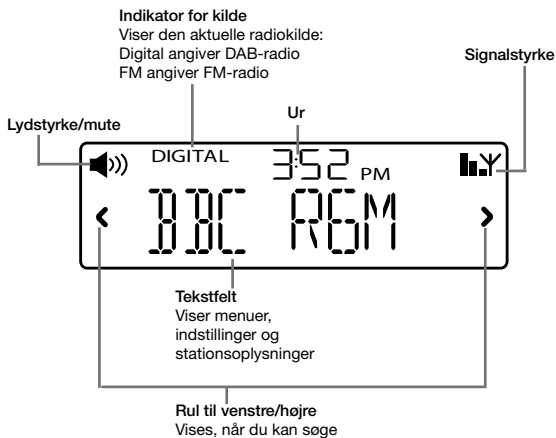 Indikator for kilde
Viser den aktuelle radiokilde:
Digital angiver DAB-radio
FM angiver FM-radio
Signalstyrke
Ur
Lydstyrke/mute
DIGITAL
3:52 PM
BBC R6M
Tekstfelt
Viser menuer,
indstillinger og
stationsoplysninger
Rul til venstre/højre
Vises, når du kan søge